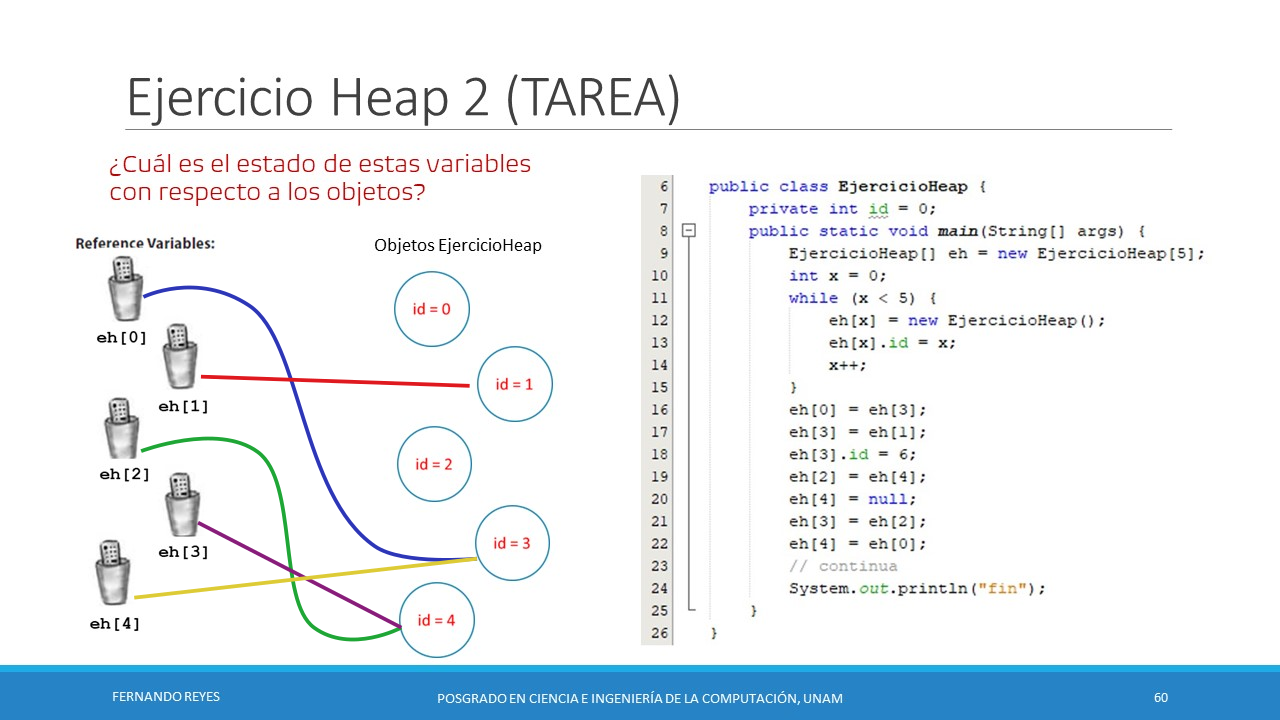 Ejercicio Heap 2 (TAREA)
¿Cuál es el estado de estas variables
con respecto a los objetos?
Reference Variables:
Objetos EjercicioHeap
eh[0]
eh[1]
eh[2]
eh[3]
eh[4]
id = 0
id = 1
id = 2
id = 3
id = 4
6 public class EjercicioHeap {
7 private int id = 0;
8 public static void main(String[] args) {
9 EjercicioHeap[] eh = new EjercicioHeap[5];
10 int x = 0;
11 while (x < 5) {
12 eh[x] = new EjercicioHeap();
13 eh[x].id = x;
14 x++;
15 }
16 eh[0] = eh[3];
17 eh[3] = eh[1];
18 eh[3].id = 6;
19 eh[2] = eh[4];
20 eh[4] = null;
21 eh[3] = eh[2];
22 eh[4] = eh[0];
23 // continua
24 System.out.println("fin");
25 }
26 }
FERNANDO REYES
POSGRADO EN CIENCIA E INGENIERÍA DE LA COMPUTACIÓN, UNAM
60